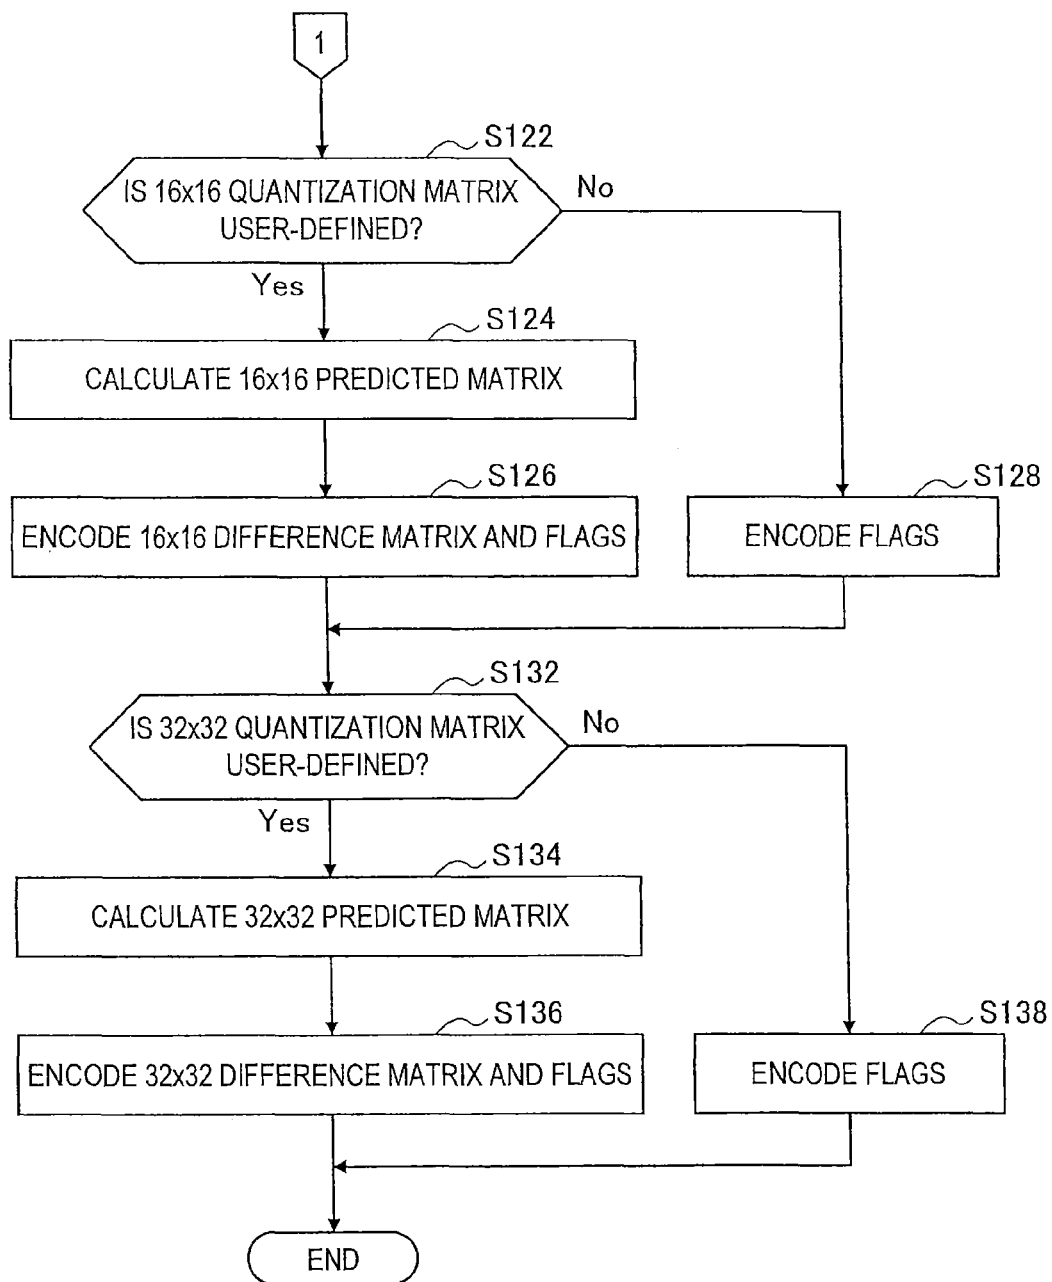 1
S122
IS 16x16 QUANTIZATION MATRIX
USER-DEFINED?
No
Yes
S124
CALCULATE 16x16 PREDICTED MATRIX
S126
ENCODE 16x16 DIFFERENCE MATRIX AND FLAGS
S128
ENCODE FLAGS
S132
IS 32x32 QUANTIZATION MATRIX
USER-DEFINED?
No
Yes
S134
CALCULATE 32x32 PREDICTED MATRIX
S136
ENCODE 32x32 DIFFERENCE MATRIX AND FLAGS
S138
ENCODE FLAGS
END